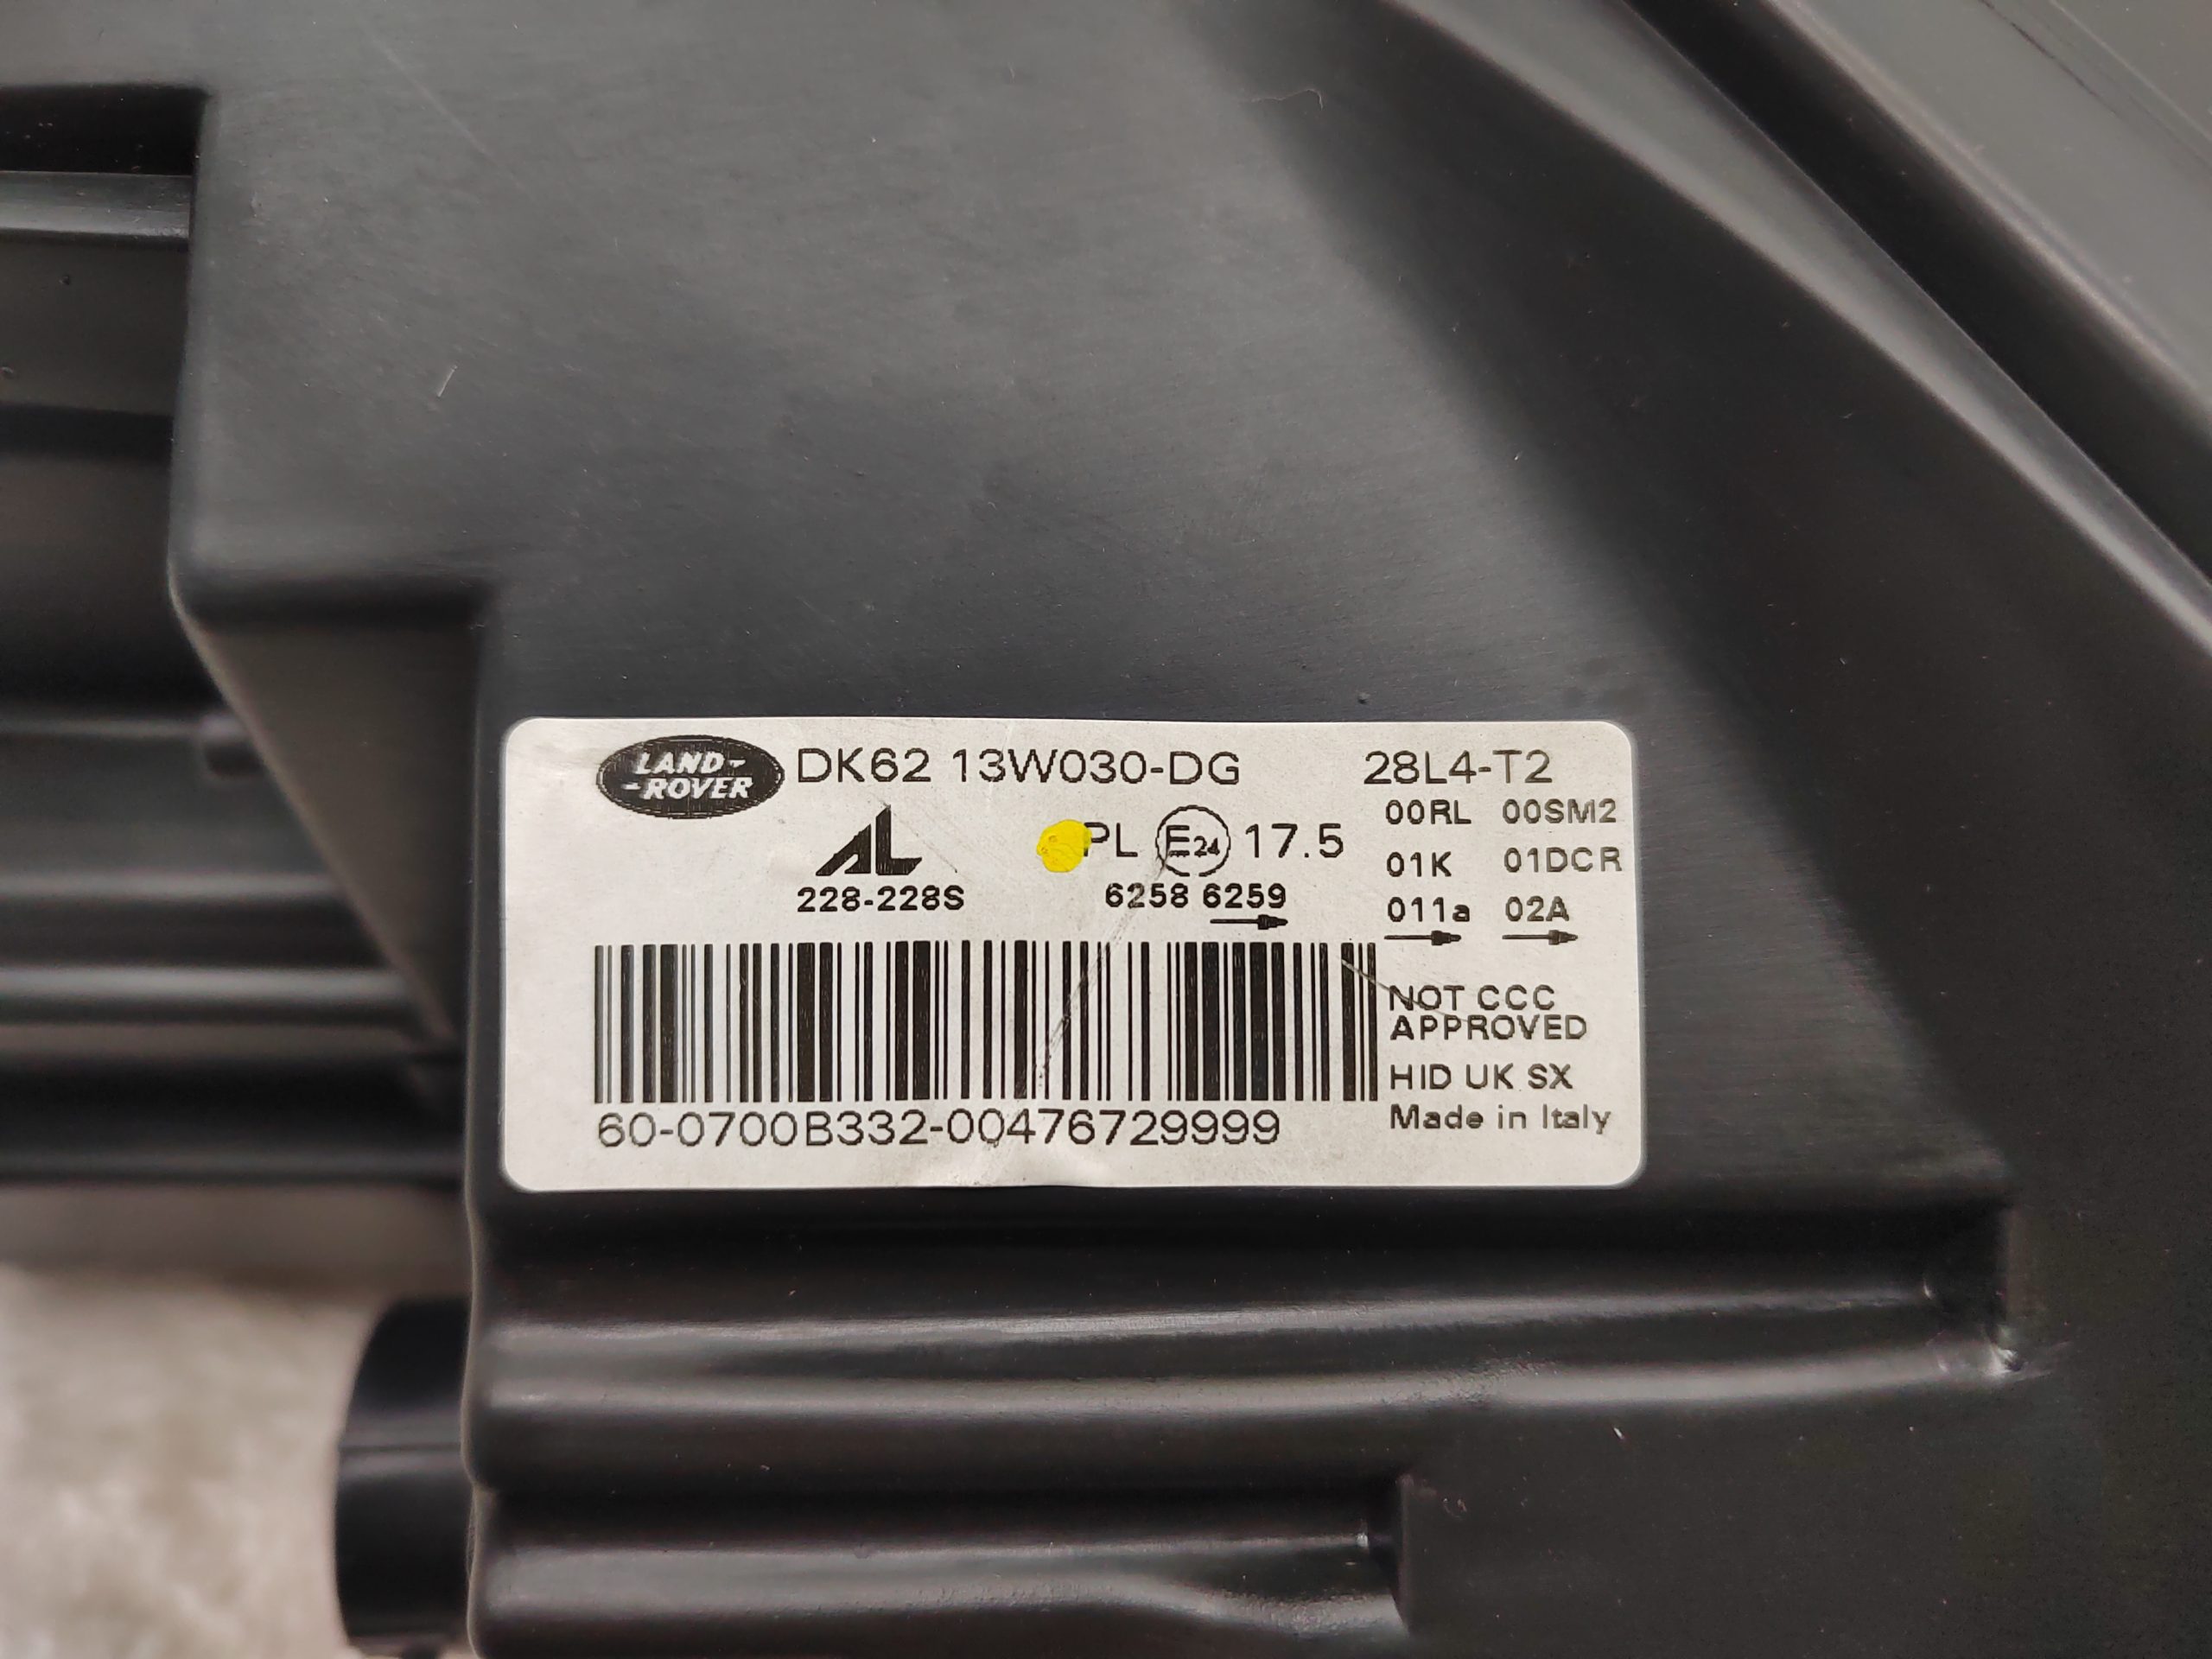 LAND-
-ROVER
DK62 13W030-DG 28L4-T2
00RL 00SM2
AL PL E24 17.5
01K 01DCR
228-228S 6258 6259
011a 02A
NOT CCC
APPROVED
HID UK SX
60-0700B332-00476729999
Made in Italy